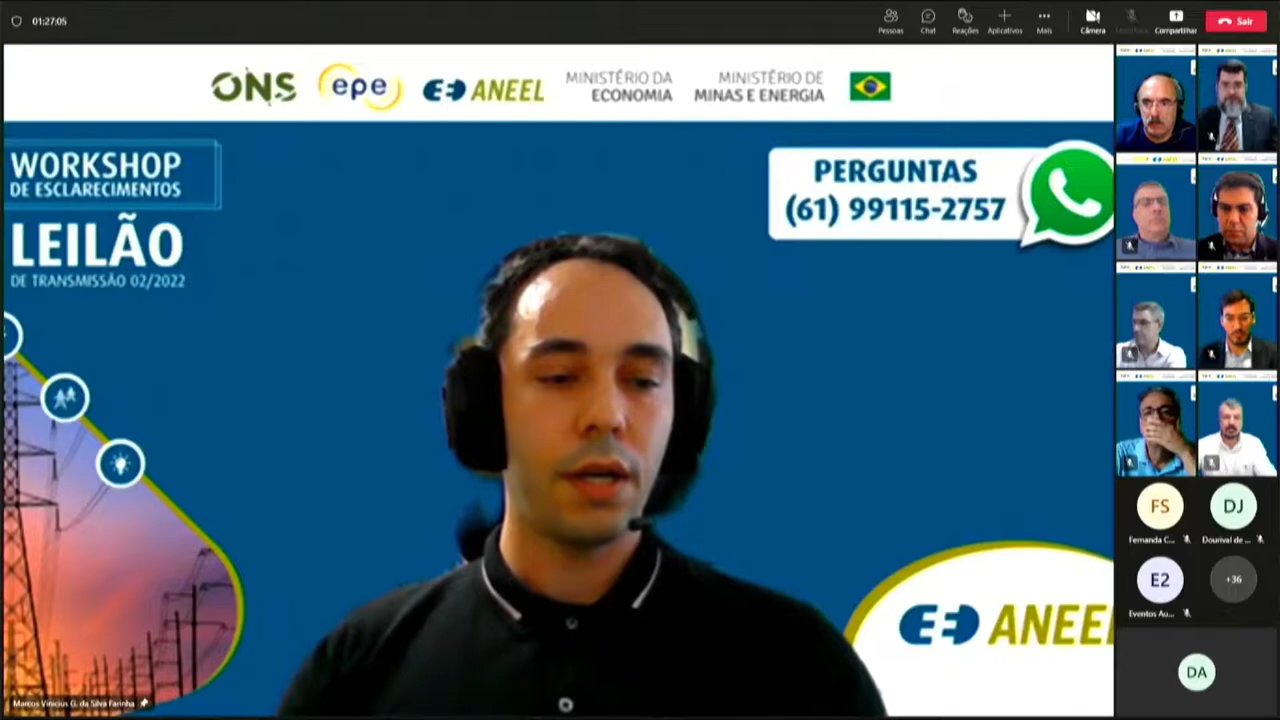 01:27:05
Pessoas
Chat
Reações
Aplicativos
Mais
Câmera
Compartilhar
Sair
ONS
epe
ANEEL
MINISTÉRIO DA
ECONOMIA
MINISTÉRIO DE
MINAS E ENERGIA
WORKSHOP
DE ESCLARECIMENTOS
LEILÃO
DE TRANSMISSÃO 02/2022
PERGUNTAS
(61) 99115-2757
ANEEL
FS
Fernanda C...
DJ
Dourival de ...
E2
Eventos Au...
+36
DA
Marcos Vinicius G. da Silva Farinha